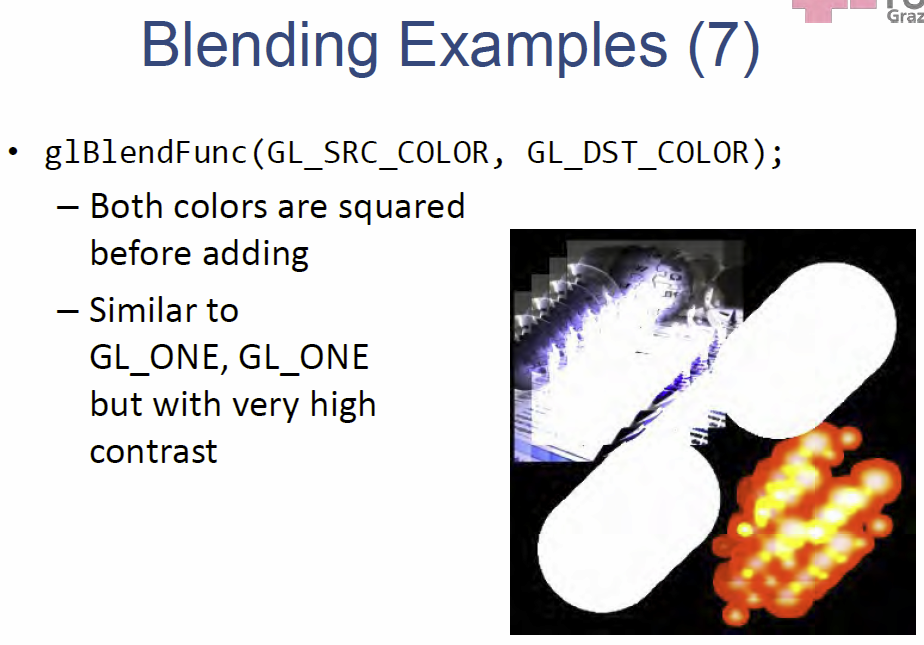 Graz
Blending Examples (7)
• glBlendFunc(GL_SRC_COLOR, GL_DST_COLOR);
– Both colors are squared
before adding
– Similar to
GL_ONE, GL_ONE
but with very high
contrast